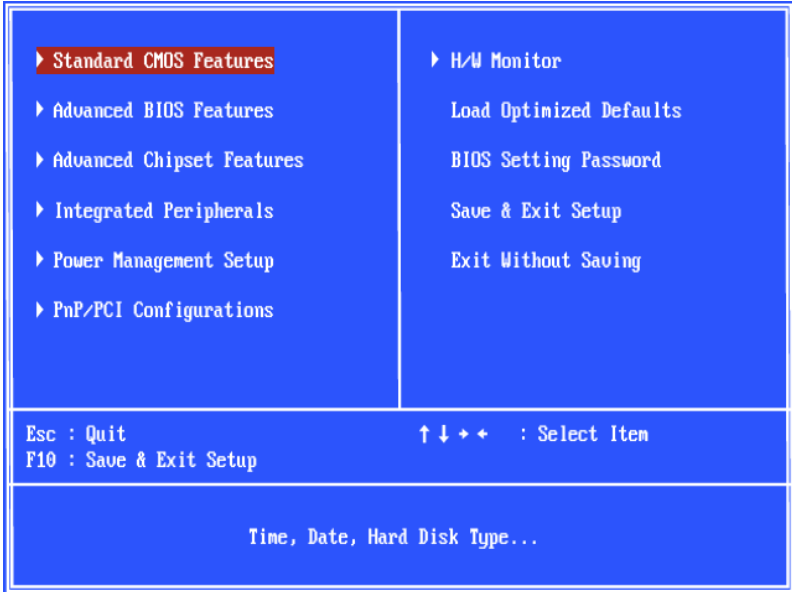 Standard CMOS Features
Advanced BIOS Features
Advanced Chipset Features
Integrated Peripherals
Power Management Setup
PnP/PCI Configurations
H/W Monitor
Load Optimized Defaults
BIOS Setting Password
Save & Exit Setup
Exit Without Saving
Esc : Quit
F10 : Save & Exit Setup
↑ ↓ → ← : Select Item
Time, Date, Hard Disk Type...